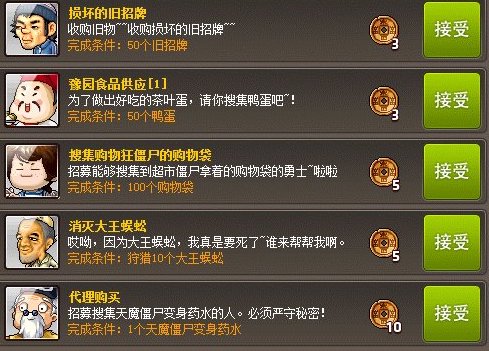 损坏的旧招牌
收购旧物~~收购损坏的旧招牌~~
完成条件：50个旧招牌
3
接受
豫园食品供应[1]
为了做出好吃的茶叶蛋，请你搜集鸭蛋吧~!
完成条件：50个鸭蛋
3
接受
搜集购物狂僵尸的购物袋
招募能够搜集到超市僵尸拿着的购物袋的勇士~啦啦
完成条件：100个购物袋
5
接受
消灭大王蜈蚣
哎呦，因为大王蜈蚣，我真是要死了~谁来帮帮我啊。
完成条件：狩猎10个大王蜈蚣
5
接受
代理购买
招募搜集天魔僵尸变身药水的人。必须严守秘密！
完成条件：1个天魔僵尸变身药水
10
接受